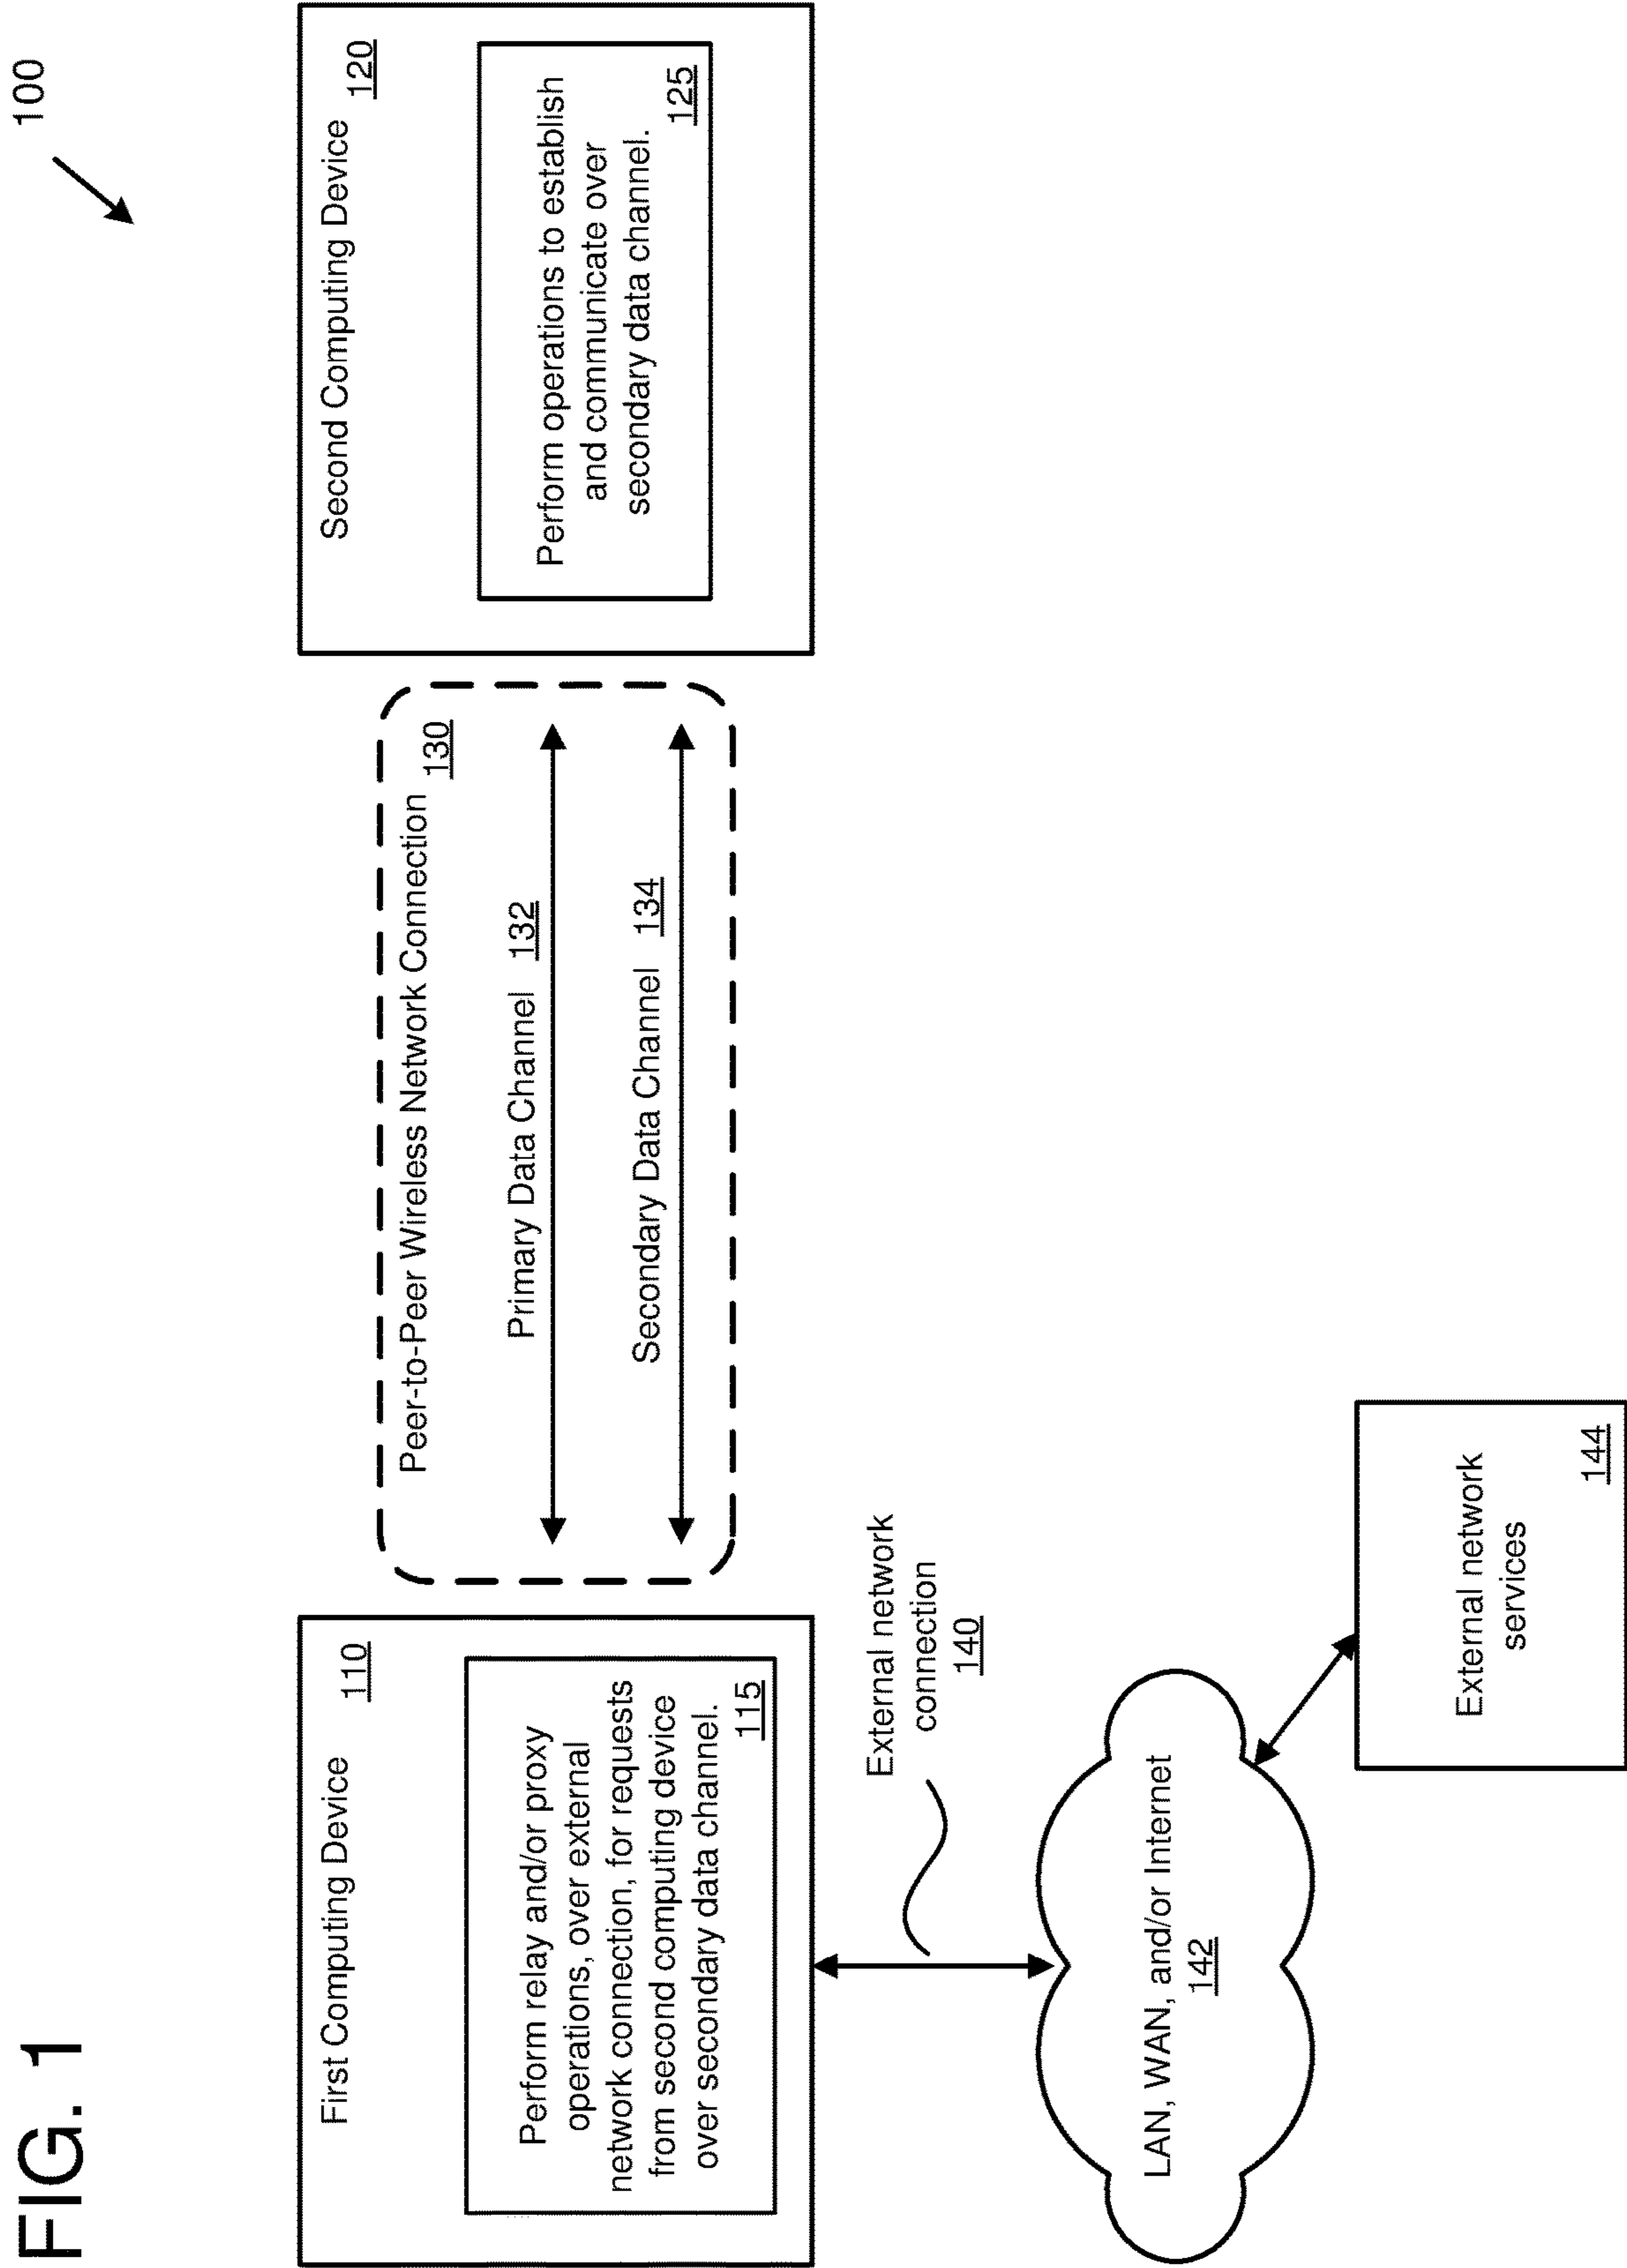 FIG. 1
100
First Computing Device
110
Perform relay and/or proxy
operations, over external
network connection, for requests
from second computing device
over secondary data channel.
115
Peer-to-Peer Wireless Network Connection
130
Primary Data Channel 132
Secondary Data Channel 134
Second Computing Device
120
Perform operations to establish
and communicate over
secondary data channel.
125
External network
connection
140
LAN, WAN, and/or Internet
142
External network
services
144